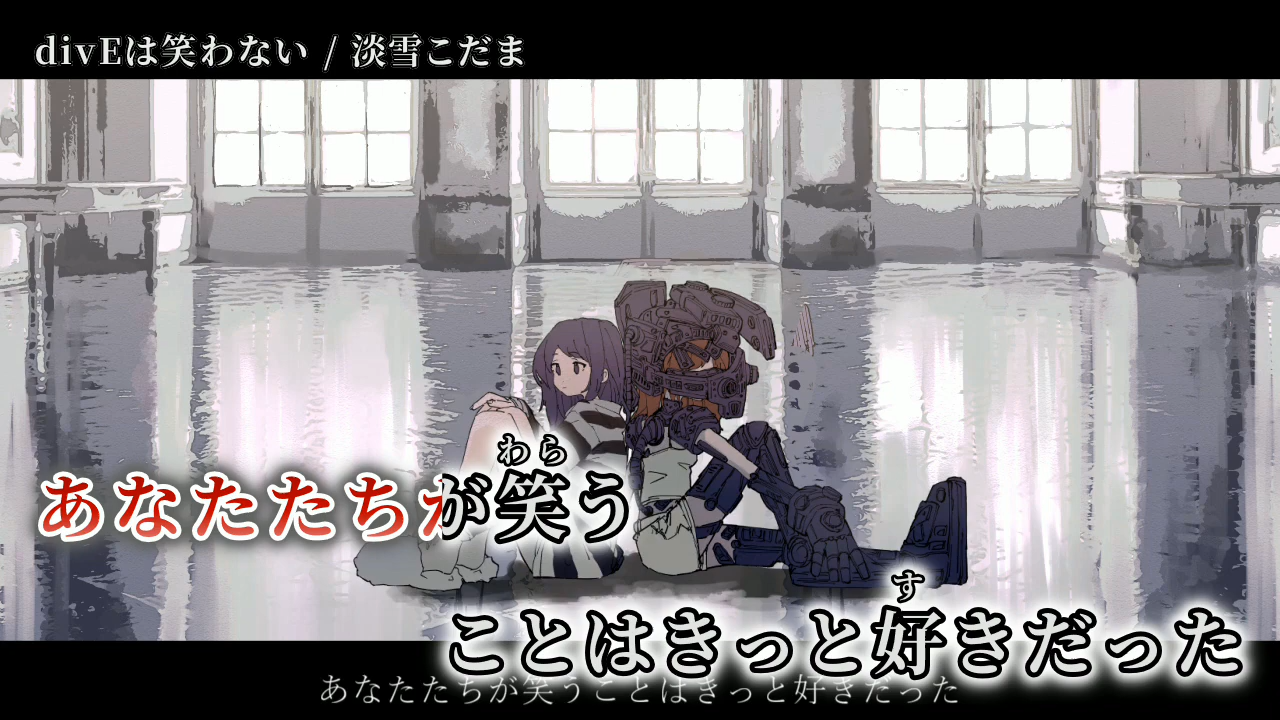 divEは笑わない / 淡雪こだま
わら
あなたたちが笑う
す
ことはきっと好きだった
あなたたちが笑うことはきっと好きだった